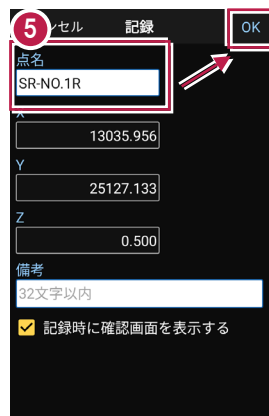 5 ンセル 記録 OK
点名
SR-NO.1R
X
13035.956
Y
25127.133
Z
0.500
備考
32文字以内
記録時に確認画面を表示する